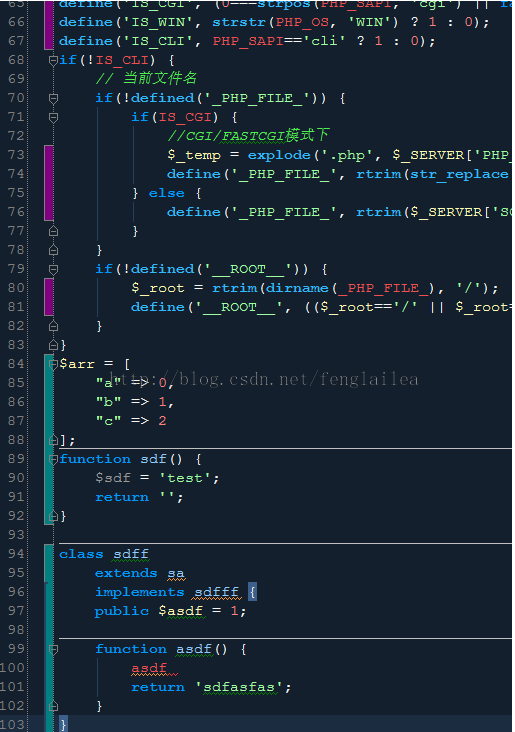 65 define('IS_CGI', (0===strpos(PHP_SAPI, 'cgi') ||
66 define('IS_WIN', strstr(PHP_OS, 'WIN') ? 1 : 0);
67 define('IS_CLI', PHP_SAPI=='cli' ? 1 : 0);
68 if(!IS_CLI) {
69 // 当前文件名
70 if(!defined('_PHP_FILE_')) {
71 if(IS_CGI) {
72 //CGI/FASTCGI模式下
73 $_temp = explode('.php', $_SERVER['PHP_
74 define('_PHP_FILE_', rtrim(str_replace
75 } else {
76 define('_PHP_FILE_', rtrim($_SERVER['SC
77 }
78 }
79 if(!defined('__ROOT__')) {
80 $_root = rtrim(dirname(_PHP_FILE_), '/');
81 define('__ROOT__', (($_root=='/' || $_root=
82 }
83 }
84 $arr = [
85 "a" => 0,
http://blog.csdn.net/fenglailea
86 "b" => 1,
87 "c" => 2
88 ];
89 function sdf() {
90 $sdf = 'test';
91 return '';
92 }
93
94 class sdff
95 extends sa
96 implements sdfff {
97 public $asdf = 1;
98
99 function asdf() {
100 asdf
101 return 'sdfasfas';
102 }
103 }